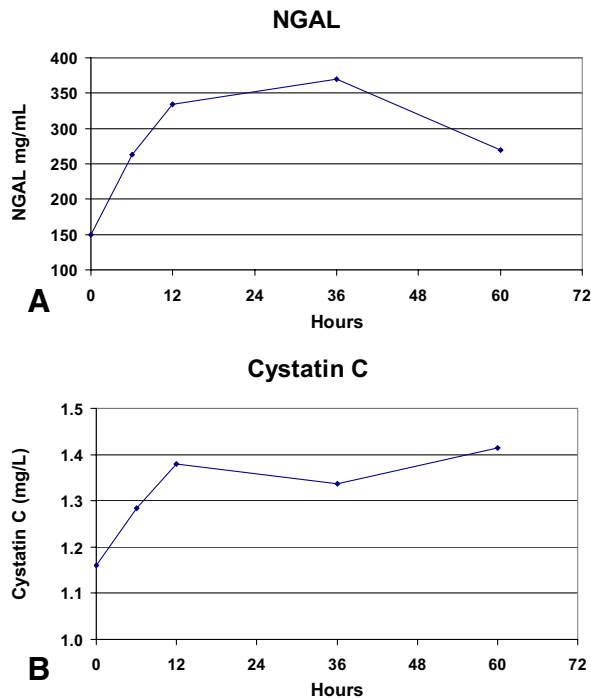 NGAL
400
350
300
250
200
150
100
NGAL mg/mL
0 12 24 36 48 60 72
Hours
A
Cystatin C
1.5
1.4
1.3
1.2
1.1
1.0
Cystatin C (mg/L)
0 12 24 36 48 60 72
Hours
B